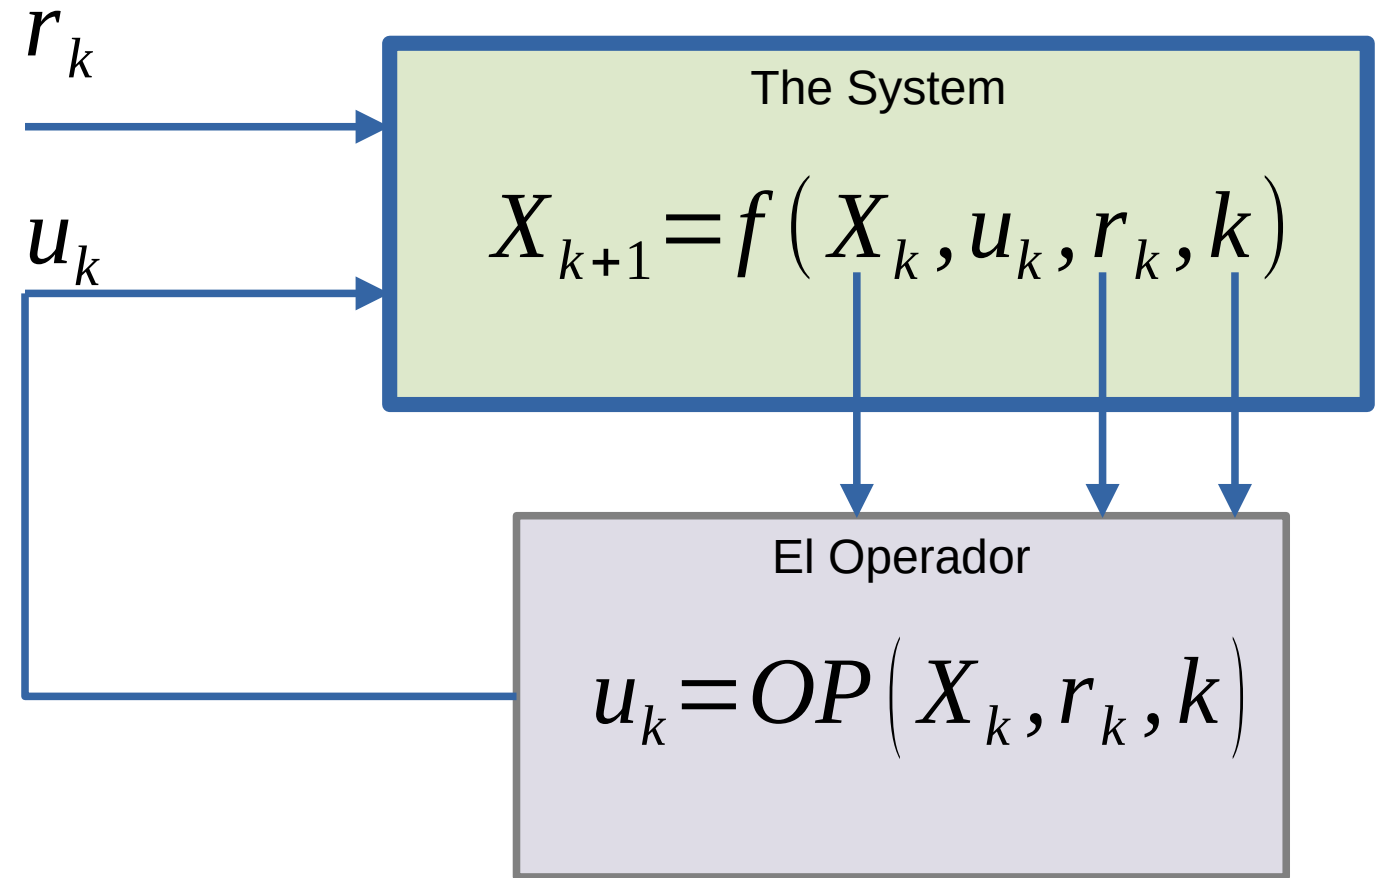 r_k
The System
X_{k+1}=f(X_k,u_k,r_k,k)
u_k
El Operador
u_k=OP(X_k,r_k,k)